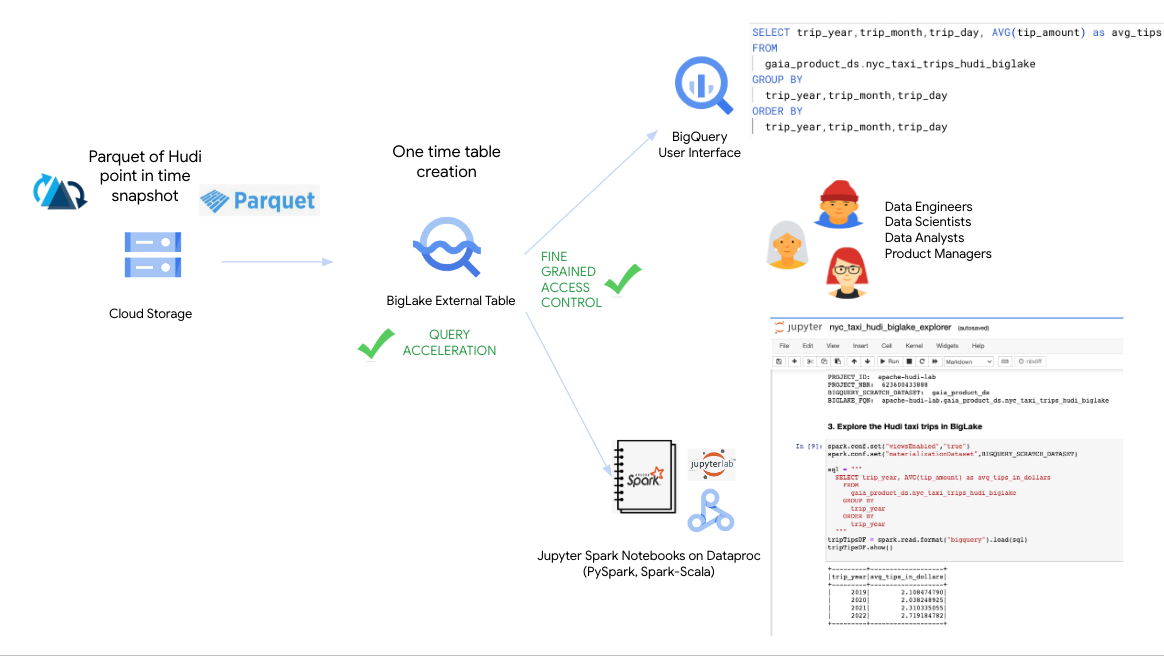 SELECT trip_year,trip_month,trip_day, AVG(tip_amount) as avg_tips
FROM
gaia_product_ds.nyc_taxi_trips_hudi_biglake
GROUP BY
trip_year,trip_month,trip_day
ORDER BY
trip_year,trip_month,trip_day
BigQuery
User Interface
Parquet of Hudi
point in time
snapshot
Parquet
Cloud Storage
One time table
creation
BigLake External Table
QUERY
ACCELERATION
FINE
GRAINED
ACCESS
CONTROL
Data Engineers
Data Scientists
Data Analysts
Product Managers
Spark
jupyterlab
Jupyter Spark Notebooks on Dataproc
(PySpark, Spark-Scala)
jupyter nyc_taxi_hudi_biglake_explorer (autosaved)
File Edit View Insert Cell Kernel Widgets Help
Run Markdown nbdiff
PROJECT_ID: apache-hudi-lab
PROJECT_NBR: 623600433888
BIGQUERY_SCRATCH_DATASET: gaia_product_ds
BIGLAKE_FQN: apache-hudi-lab.gaia_product_ds.nyc_taxi_trips_hudi_biglake
3. Explore the Hudi taxi trips in BigLake
In [9]: spark.conf.set("viewsEnabled","true")
spark.conf.set("materializationDataset",BIGQUERY_SCRATCH_DATASET)
sql = """
SELECT trip_year, AVG(tip_amount) as avg_tips_in_dollars
FROM
gaia_product_ds.nyc_taxi_trips_hudi_biglake
GROUP BY
trip_year
ORDER BY
trip_year
"""
tripTipsDF = spark.read.format("bigquery").load(sql)
tripTipsDF.show()
+---------+-------------------+
|trip_year|avg_tips_in_dollars|
+---------+-------------------+
| 2019| 2.108474790|
| 2020| 2.038248925|
| 2021| 2.310335055|
| 2022| 2.719184782|
+---------+-------------------+